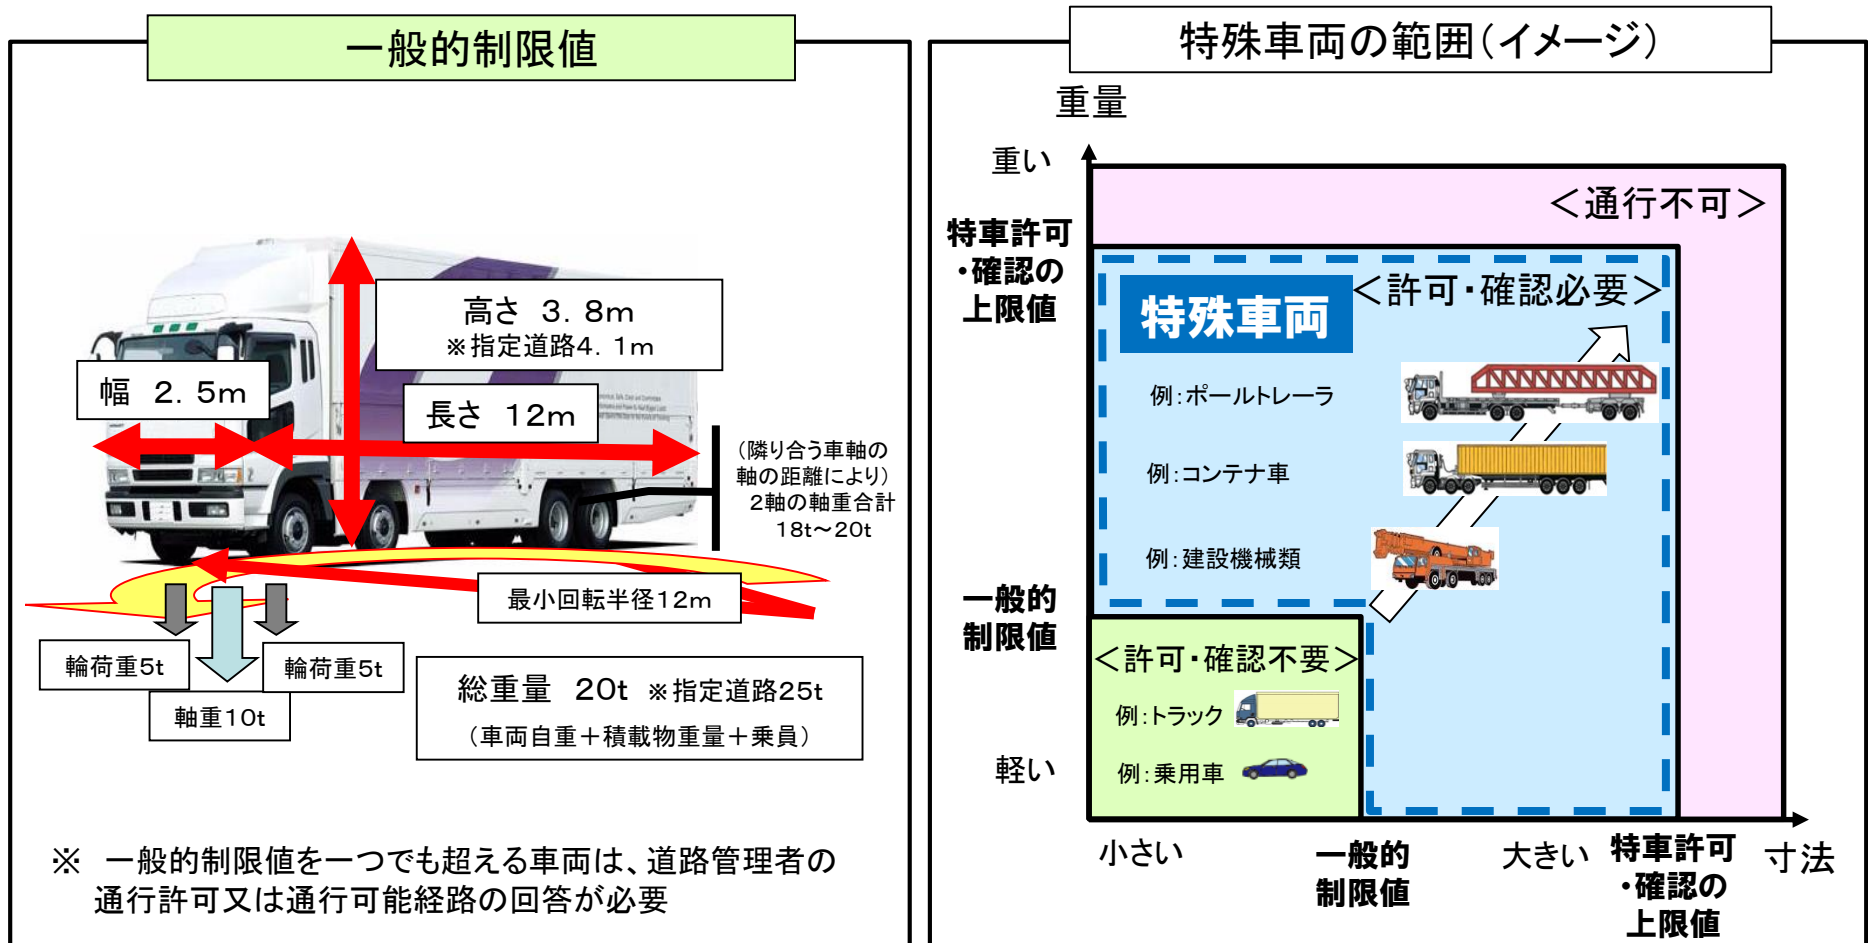 一般的制限値
高さ 3.8m
※指定道路4.1m
幅 2.5m
長さ 12m
(隣り合う車軸の
軸の距離により)
2軸の軸重合計
18t～20t
最小回転半径12m
輪荷重5t
輪荷重5t
軸重10t
総重量 20t ※指定道路25t
(車両自重＋積載物重量＋乗員)
※ 一般的制限値を一つでも超える車両は、道路管理者の
通行許可又は通行可能経路の回答が必要
特殊車両の範囲(イメージ)
重量
重い
＜通行不可＞
特車許可
・確認の
上限値
＜許可・確認必要＞
特殊車両
例：ポールトレーラ
例：コンテナ車
例：建設機械類
一般的
制限値
＜許可・確認不要＞
例：トラック
例：乗用車
軽い
小さい
一般的
制限値
大きい
特車許可
・確認の
上限値
寸法